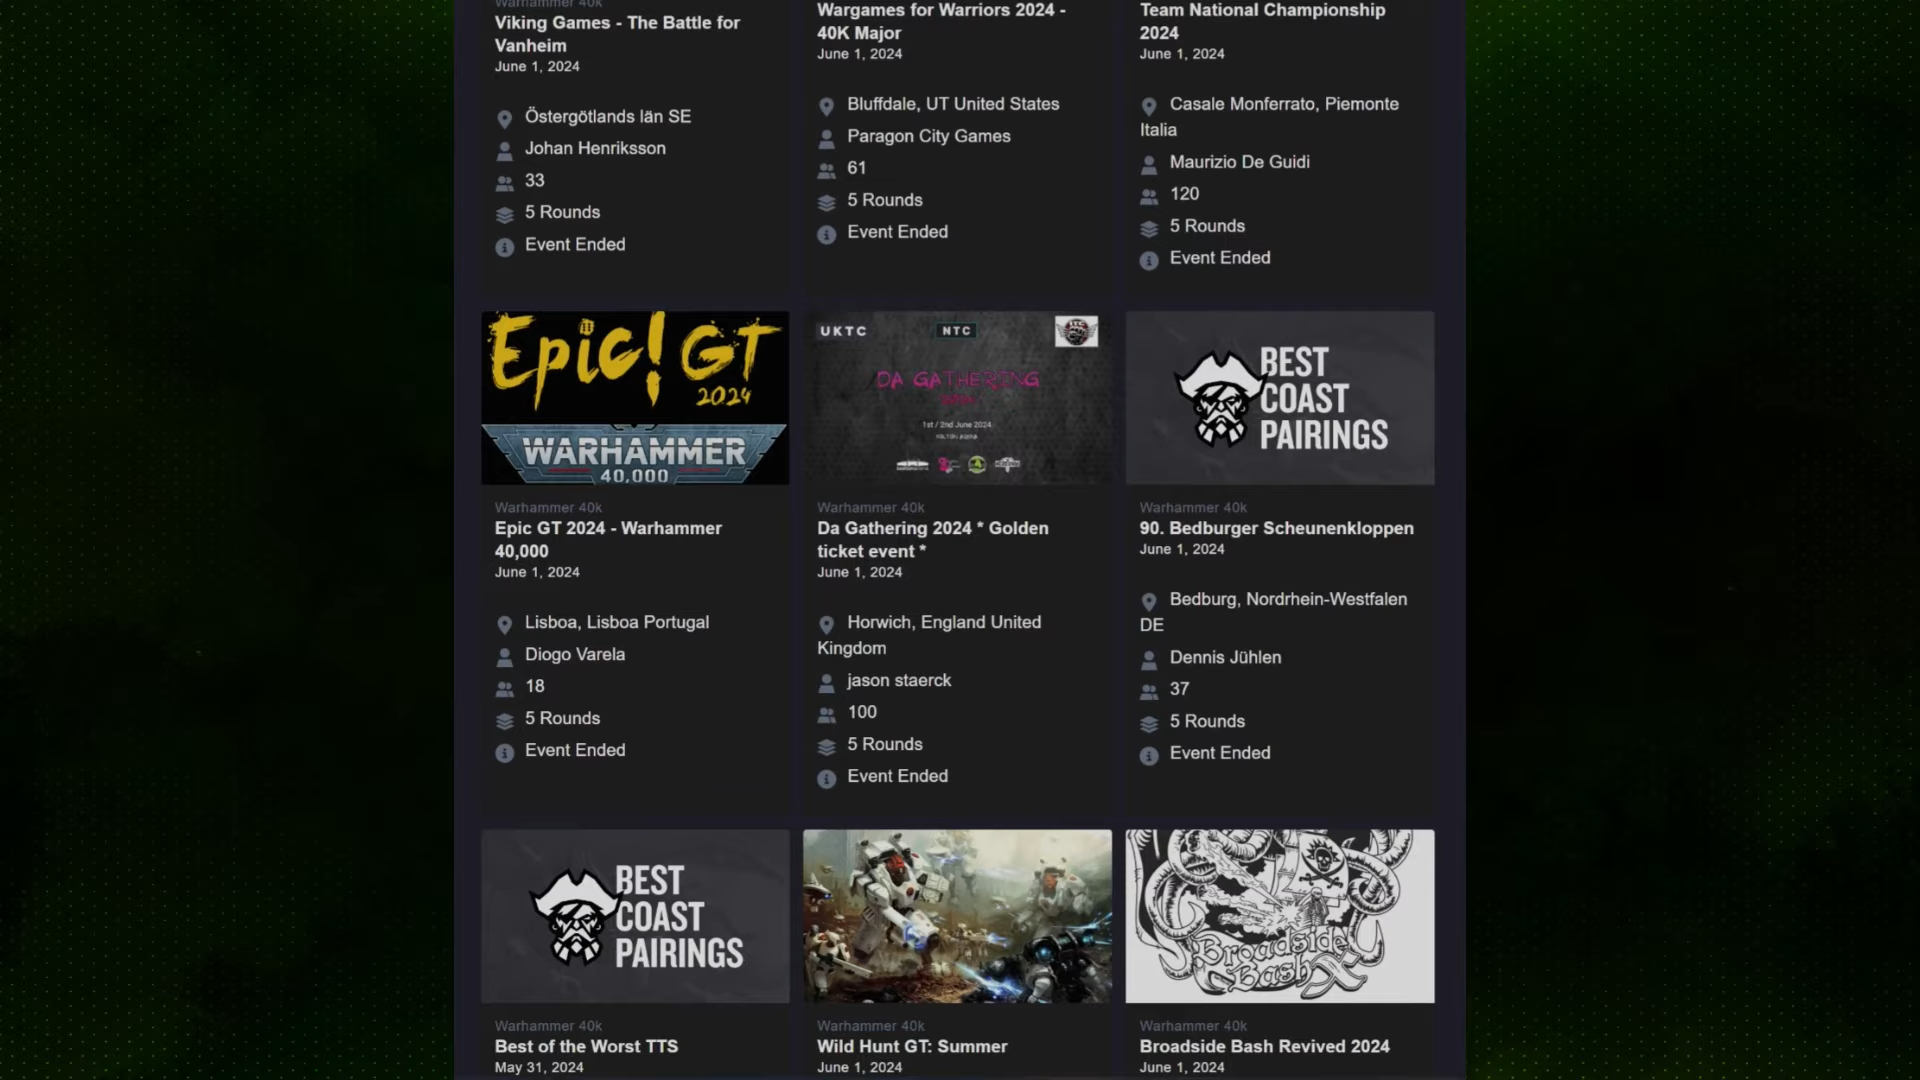 Warhammer 40k
Viking Games - The Battle for
Vanheim
June 1, 2024
Östergötlands län SE
Johan Henriksson
33
5 Rounds
Event Ended
Wargames for Warriors 2024 -
40K Major
June 1, 2024
Bluffdale, UT United States
Paragon City Games
61
5 Rounds
Event Ended
Team National Championship
2024
June 1, 2024
Casale Monferrato, Piemonte
Italia
Maurizio De Guidi
120
5 Rounds
Event Ended
Epic! GT
2024
WARHAMMER
40,000
Warhammer 40k
Epic GT 2024 - Warhammer
40,000
June 1, 2024
Lisboa, Lisboa Portugal
Diogo Varela
18
5 Rounds
Event Ended
UKTC
NTC
DA GATHERING
1st / 2nd June 2024
Warhammer 40k
Da Gathering 2024 * Golden
ticket event *
June 1, 2024
Horwich, England United
Kingdom
jason staerck
100
5 Rounds
Event Ended
BEST
COAST
PAIRINGS
Warhammer 40k
90. Bedburger Scheunenkloppen
June 1, 2024
Bedburg, Nordrhein-Westfalen
DE
Dennis Jühlen
37
5 Rounds
Event Ended
BEST
COAST
PAIRINGS
Warhammer 40k
Best of the Worst TTS
May 31, 2024
Warhammer 40k
Wild Hunt GT: Summer
June 1, 2024
Broadside
Bash X
Warhammer 40k
Broadside Bash Revived 2024
June 1, 2024